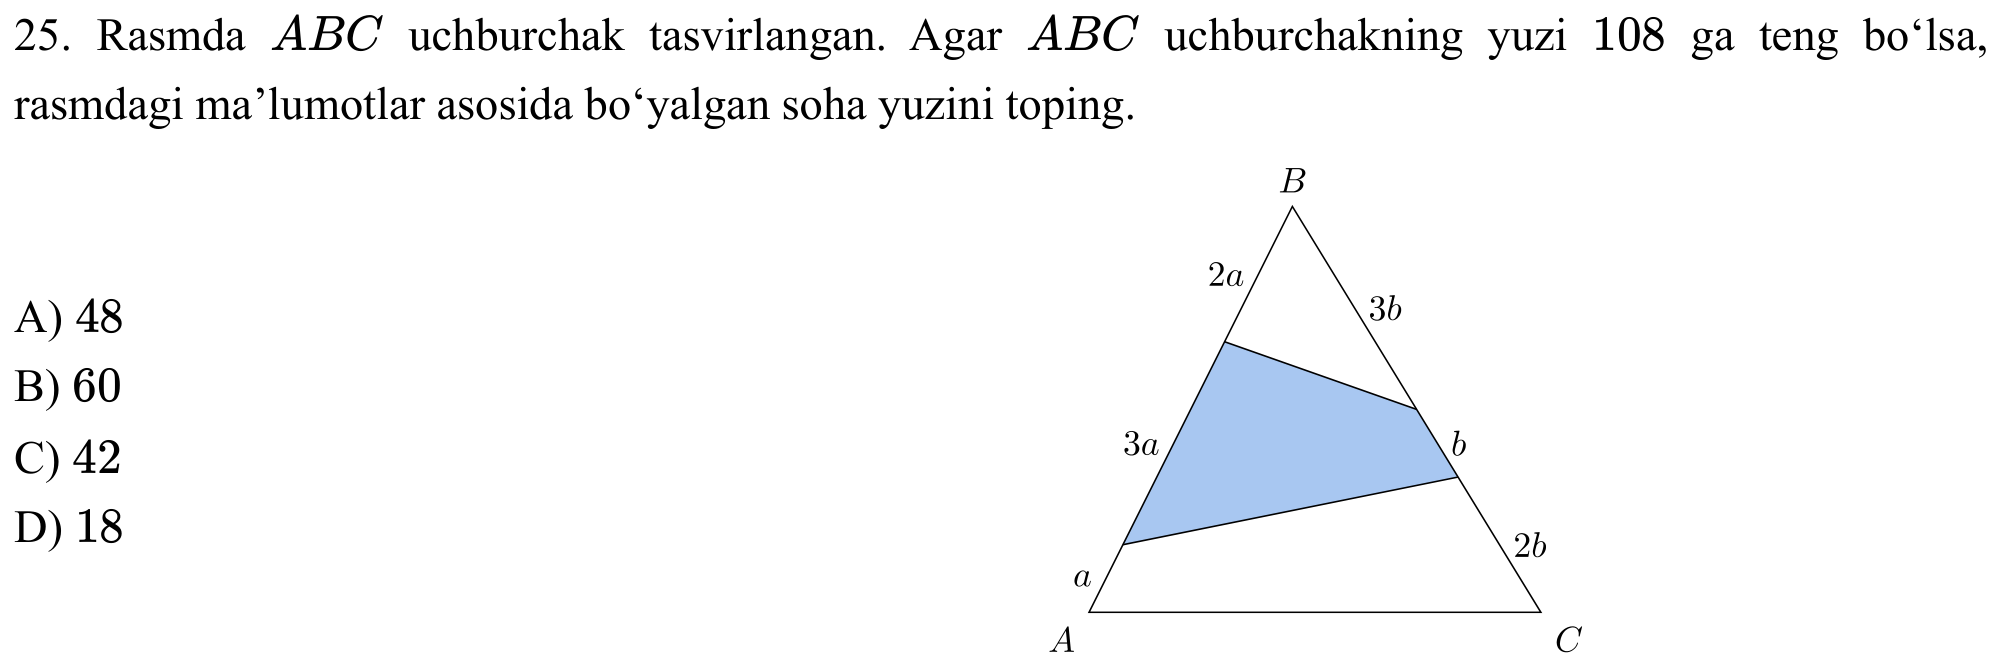 25. Rasmda ABC uchburchak tasvirlangan. Agar ABC uchburchakning yuzi 108 ga teng bo‘lsa,
rasmdagi ma’lumotlar asosida bo‘yalgan soha yuzini toping.
B
2a
3b
A) 48
B) 60
3a
b
C) 42
D) 18
2b
a
A
C